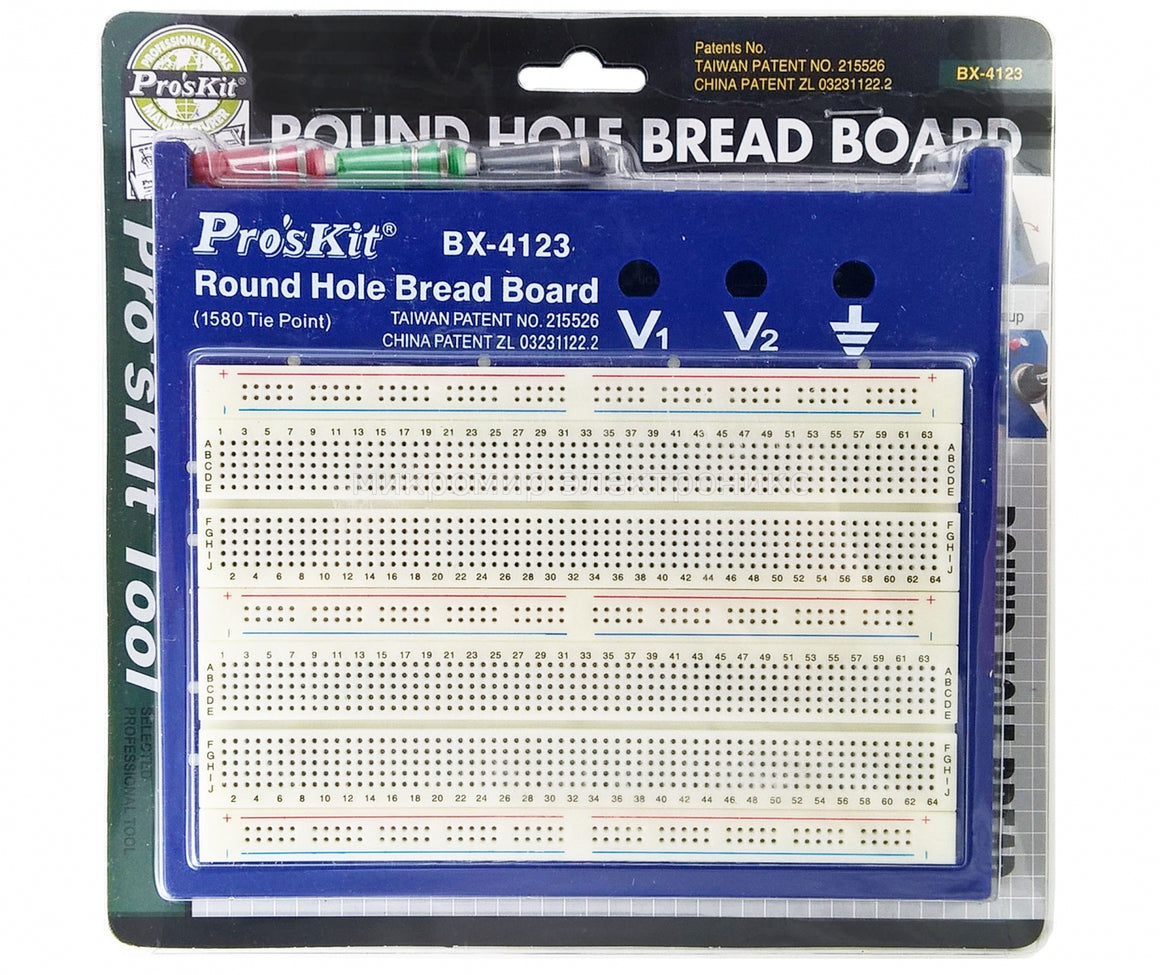 PROFESSIONAL TOOLS
Pro'sKit®
MANUFACTURER
Patents No.
TAIWAN PATENT NO. 215526
CHINA PATENT ZL 03231122.2
BX-4123
ROUND HOLE BREAD BOARD
Pro'sKit® BX-4123
Round Hole Bread Board
(1580 Tie Point)
TAIWAN PATENT NO. 215526
CHINA PATENT ZL 03231122.2
V1 V2
Pro'sKit Tool
SELECTED
PROFESSIONAL TOOL
ROUND HOLE BREAD
+ +
1 3 5 7 9 11 13 15 17 19 21 23 25 27 29 31 33 35 37 39 41 43 45 47 49 51 53 55 57 59 61 63
A A
B B
C C
D D
E E
микромир електроникс
F F
G G
H H
I I
J J
2 4 6 8 10 12 14 16 18 20 22 24 26 28 30 32 34 36 38 40 42 44 46 48 50 52 54 56 58 60 62 64
+ +
1 3 5 7 9 11 13 15 17 19 21 23 25 27 29 31 33 35 37 39 41 43 45 47 49 51 53 55 57 59 61 63
A A
B B
C C
D D
E E
F F
G G
H H
I I
J J
2 4 6 8 10 12 14 16 18 20 22 24 26 28 30 32 34 36 38 40 42 44 46 48 50 52 54 56 58 60 62 64
+ +